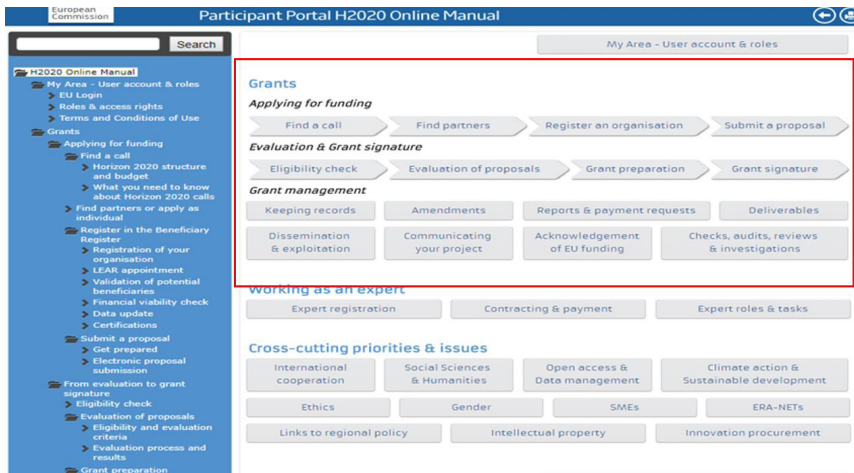 European
Commission
Participant Portal H2020 Online Manual
Search
H2020 Online Manual
My Area - User account & roles
EU Login
Roles & access rights
Terms and Conditions of Use
Grants
Applying for funding
Find a call
Horizon 2020 structure
and budget
What you need to know
about Horizon 2020 calls
Find partners or apply as
individual
Register in the Beneficiary
Register
Registration of your
organisation
LEAR appointment
Validation of potential
beneficiaries
Financial viability check
Data update
Certifications
Submit a proposal
Get prepared
Electronic proposal
submission
From evaluation to grant
signature
Eligibility check
Evaluation of proposals
Eligibility and evaluation
criteria
Evaluation process and
results
Grant preparation
My Area - User account & roles
Grants
Applying for funding
Find a call
Find partners
Register an organisation
Submit a proposal
Evaluation & Grant signature
Eligibility check
Evaluation of proposals
Grant preparation
Grant signature
Grant management
Keeping records
Amendments
Reports & payment requests
Deliverables
Dissemination
& exploitation
Communicating
your project
Acknowledgement
of EU funding
Checks, audits, reviews
& investigations
Working as an expert
Expert registration
Contracting & payment
Expert roles & tasks
Cross-cutting priorities & issues
International
cooperation
Social Sciences
& Humanities
Open access &
Data management
Climate action &
Sustainable development
Ethics
Gender
SMEs
ERA-NETs
Links to regional policy
Intellectual property
Innovation procurement